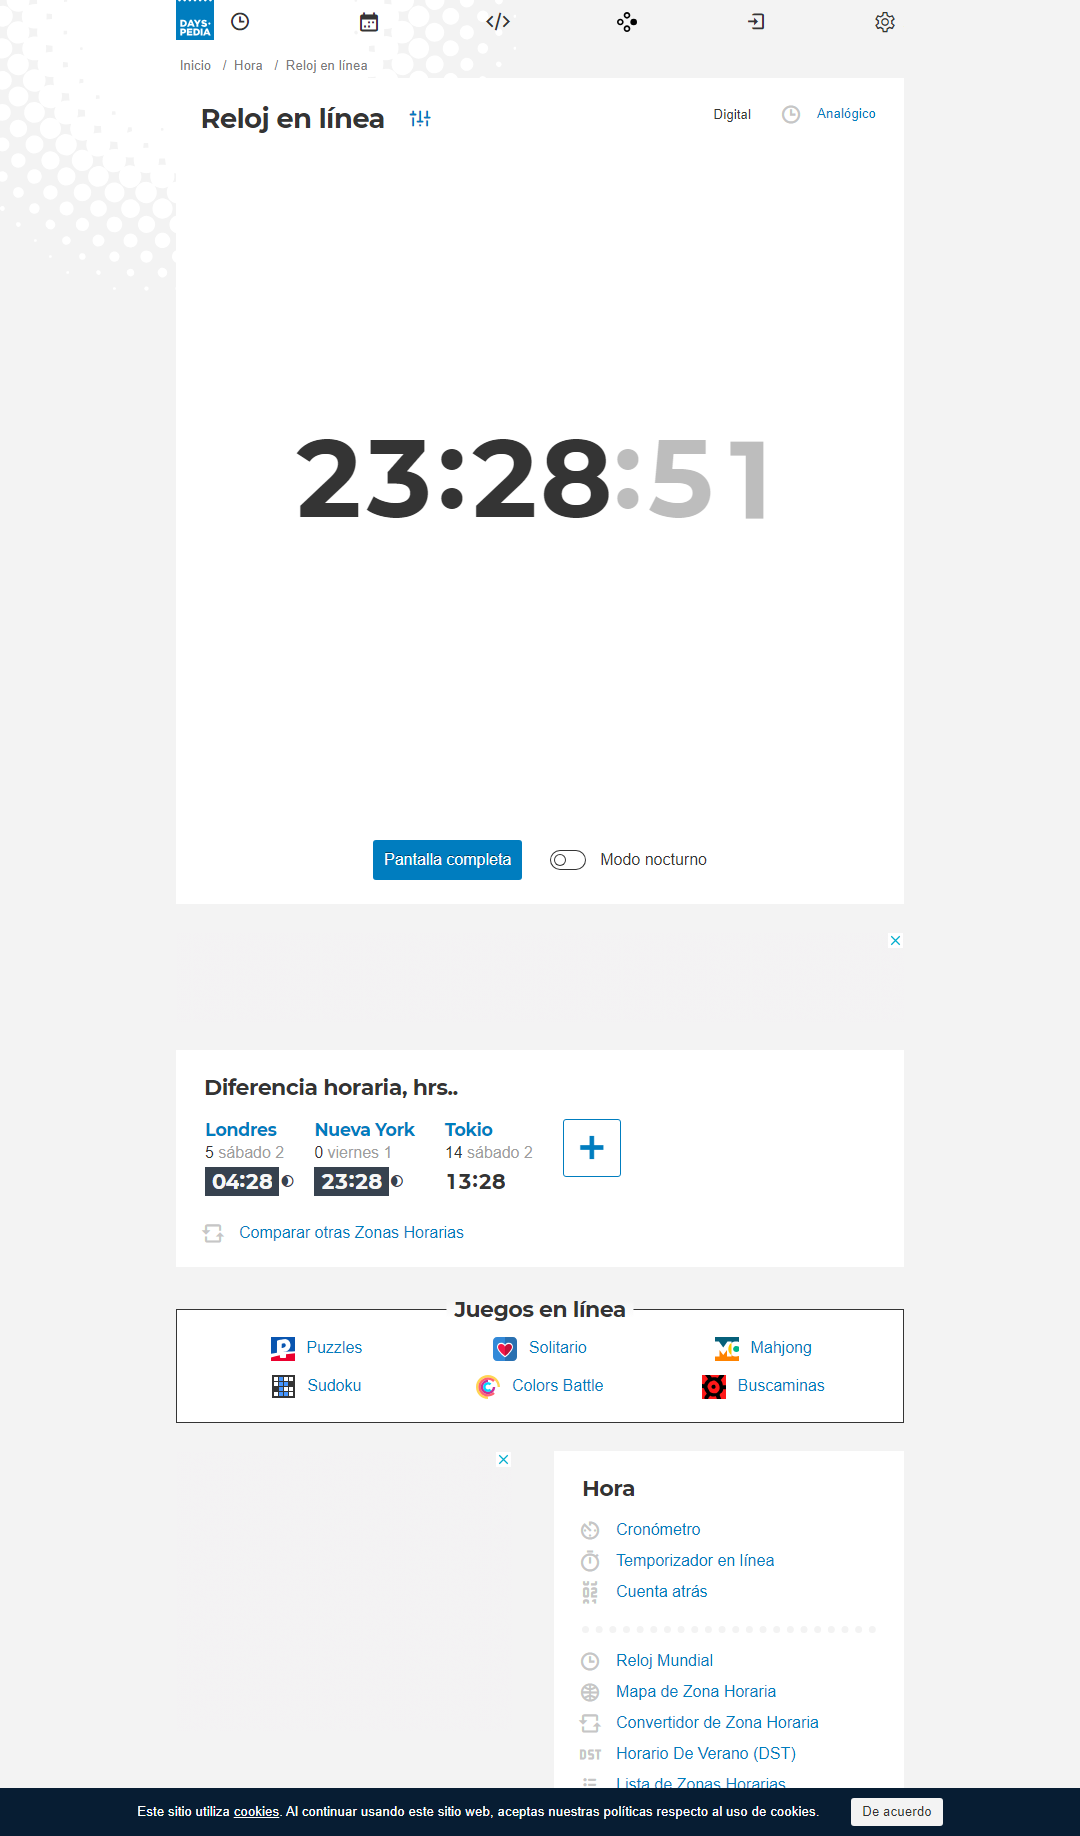 DAYS•
PEDIA
</>
Inicio / Hora / Reloj en línea
Reloj en línea
Digital
Analógico
23:28:51
Pantalla completa
Modo nocturno
Diferencia horaria, hrs..
Londres
5 sábado 2
04:28
Nueva York
0 viernes 1
23:28
Tokio
14 sábado 2
13:28
Comparar otras Zonas Horarias
Juegos en línea
Puzzles
Solitario
Mahjong
Sudoku
Colors Battle
Buscaminas
Hora
Cronómetro
Temporizador en línea
Cuenta atrás
Reloj Mundial
Mapa de Zona Horaria
Convertidor de Zona Horaria
DST Horario De Verano (DST)
Lista de Zonas Horarias
Este sitio utiliza cookies. Al continuar usando este sitio web, aceptas nuestras políticas respecto al uso de cookies.
De acuerdo